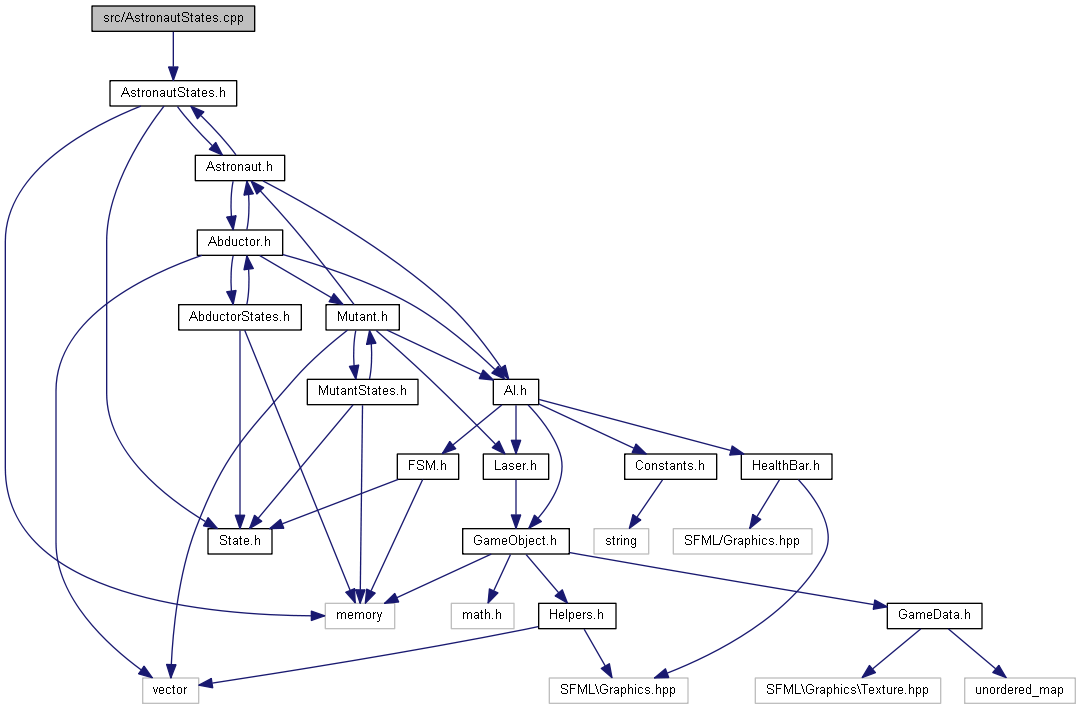 src/AstronautStates.cpp
AstronautStates.h
Astronaut.h
Abductor.h
AbductorStates.h
Mutant.h
MutantStates.h
AI.h
FSM.h
Laser.h
Constants.h
HealthBar.h
State.h
GameObject.h
string
SFML/Graphics.hpp
memory
math.h
Helpers.h
GameData.h
vector
SFML\Graphics.hpp
SFML\Graphics\Texture.hpp
unordered_map